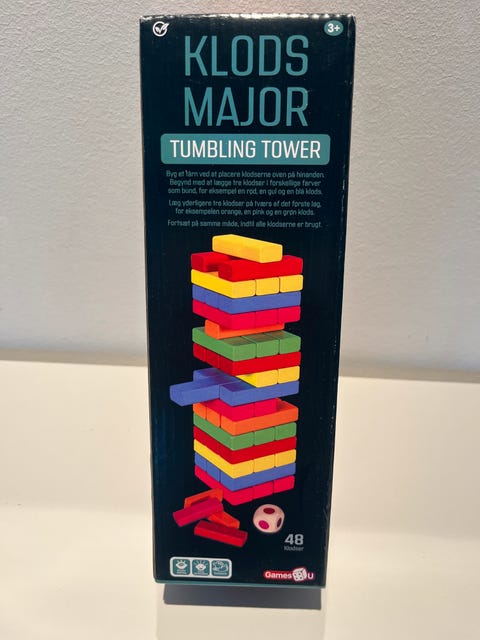 3+
KLODS
MAJOR
TUMBLING TOWER
Byg et tårn ved at placere klodserne oven på hinanden.
Begynd med at lægge tre klodser i forskellige farver
som bund, for eksempel en rød, en gul og en blå klods.
Læg yderligere tre klodser på tværs af det første lag,
for eksempelen orange, en pink og en grøn klods.
Fortsæt på samme måde, indtil alle klodserne er brugt.
48
Klodser
Games U